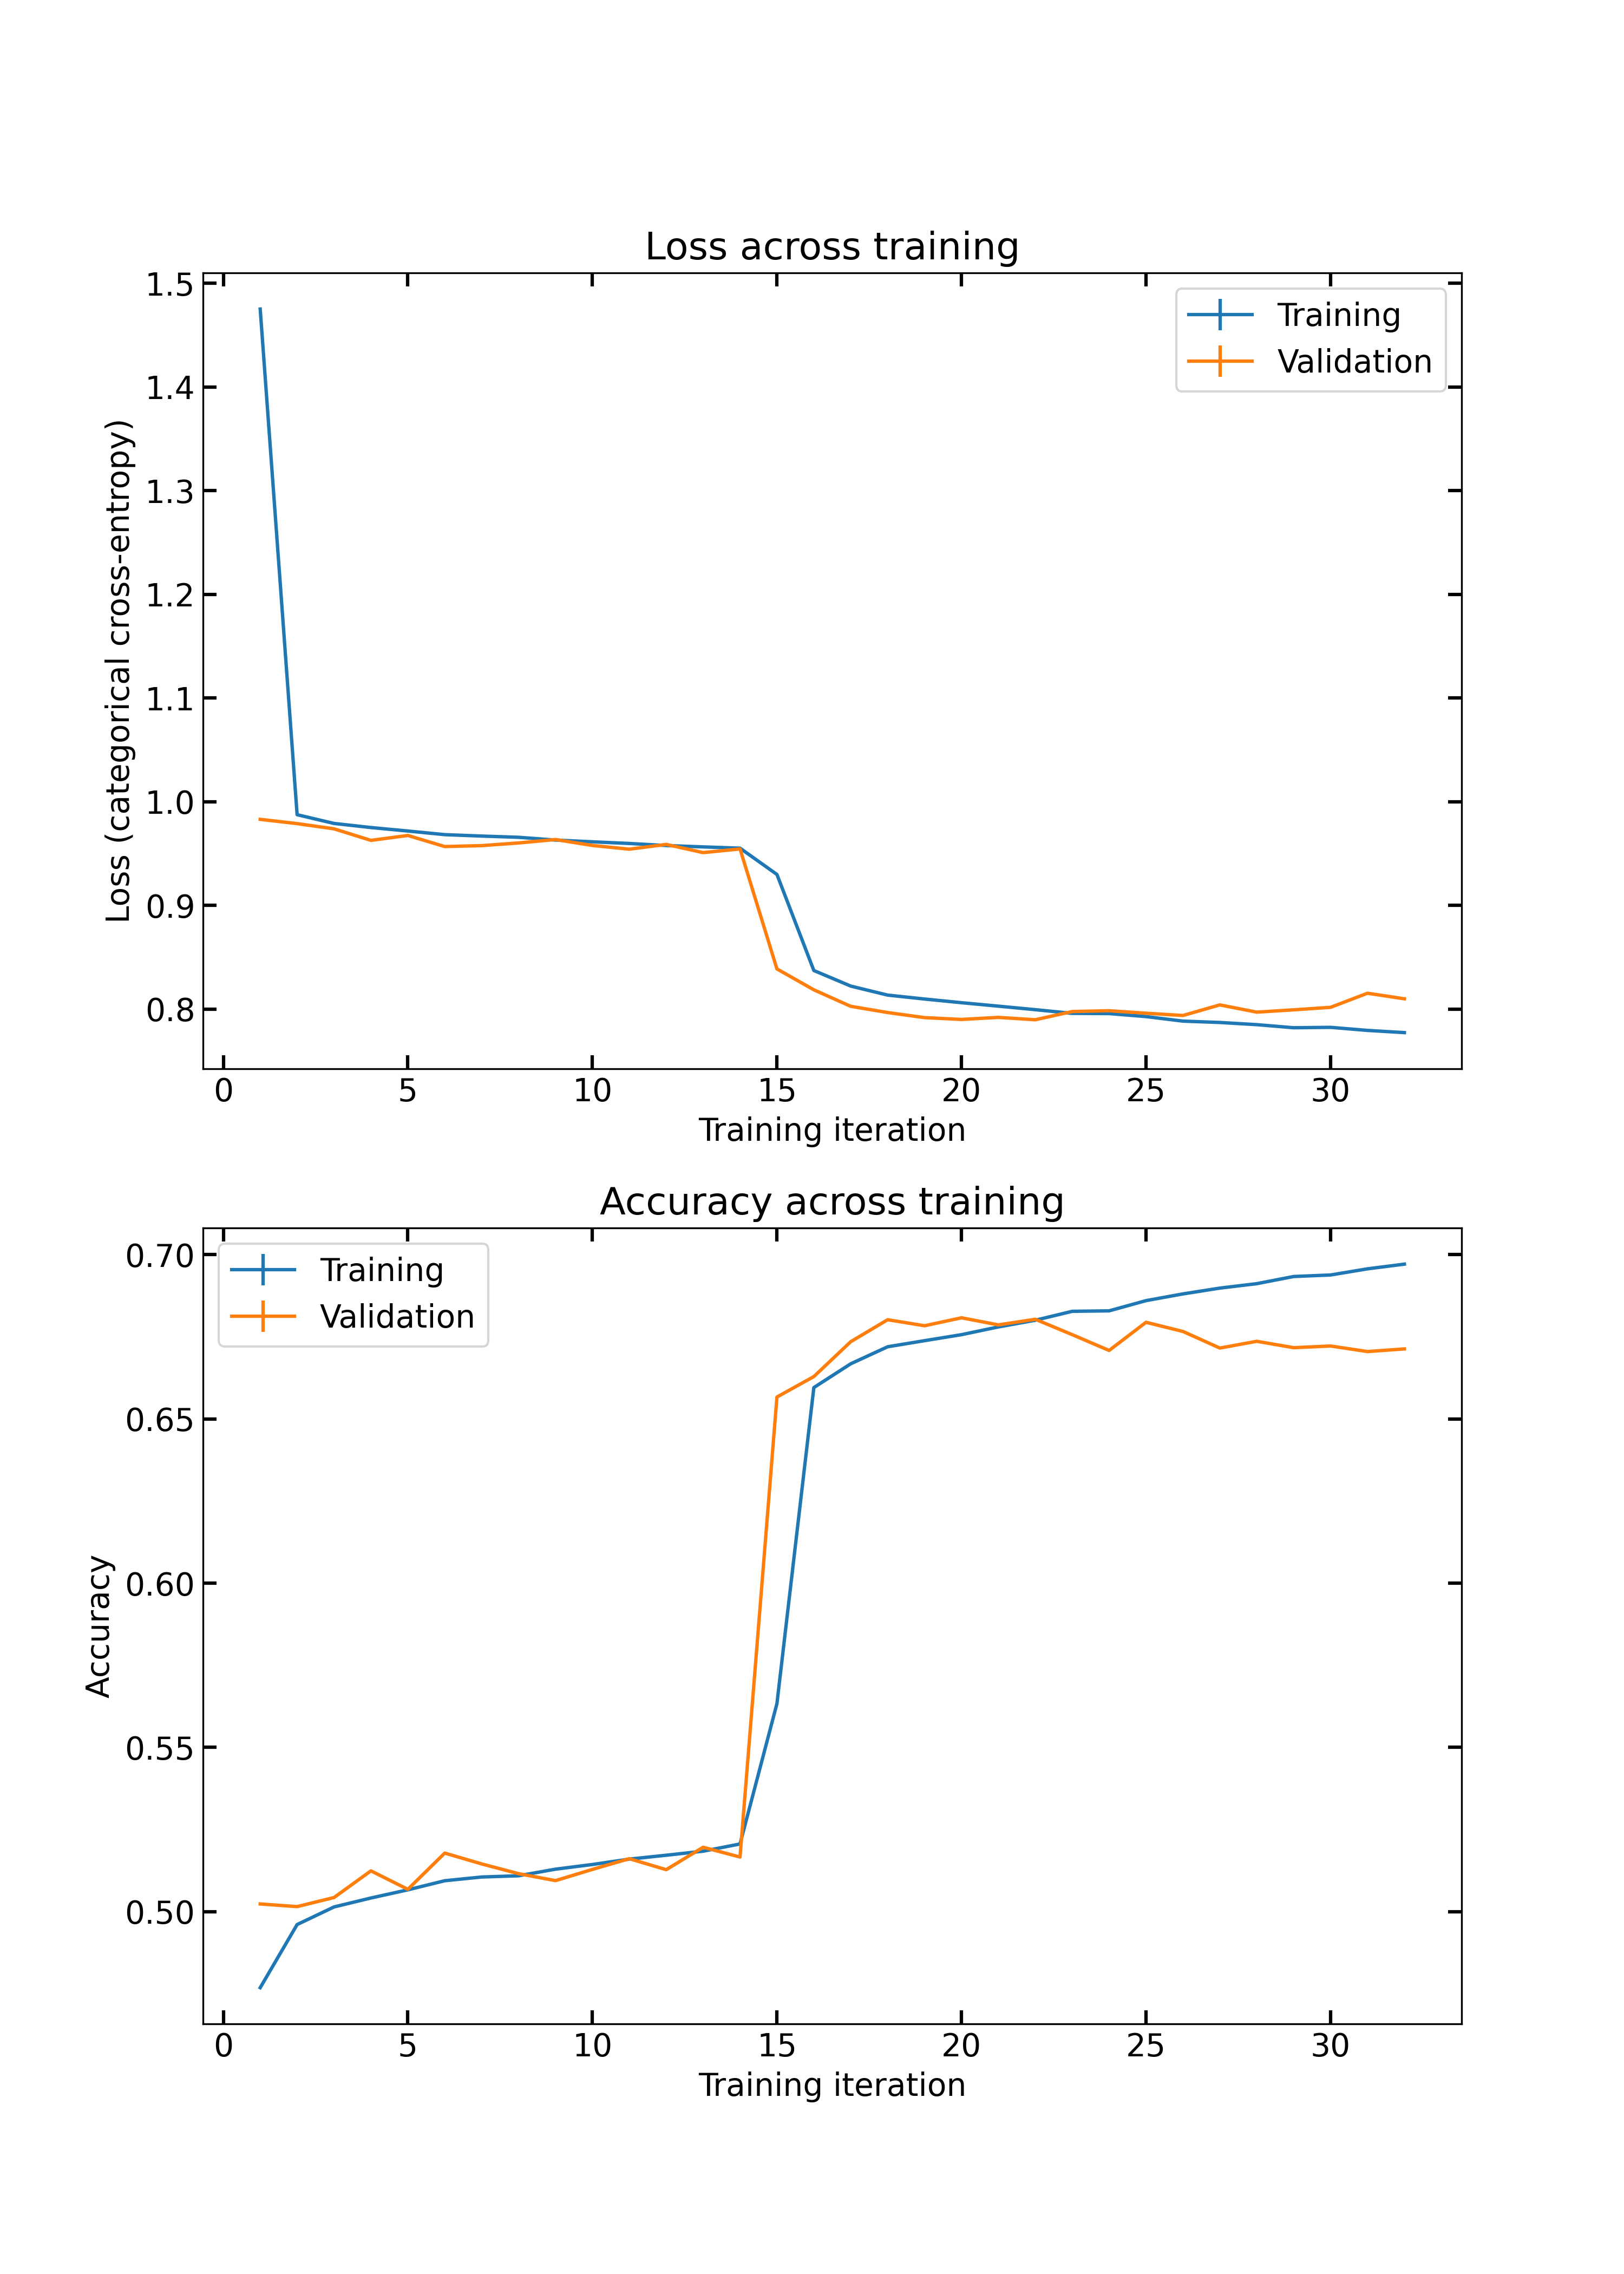 Loss across training
1.5
1.4
1.3
1.2
1.1
1.0
0.9
0.8
Loss (categorical cross-entropy)
Training
Validation
0 5 10 15 20 25 30
Training iteration
Accuracy across training
0.70
0.65
0.60
0.55
0.50
Accuracy
Training
Validation
0 5 10 15 20 25 30
Training iteration